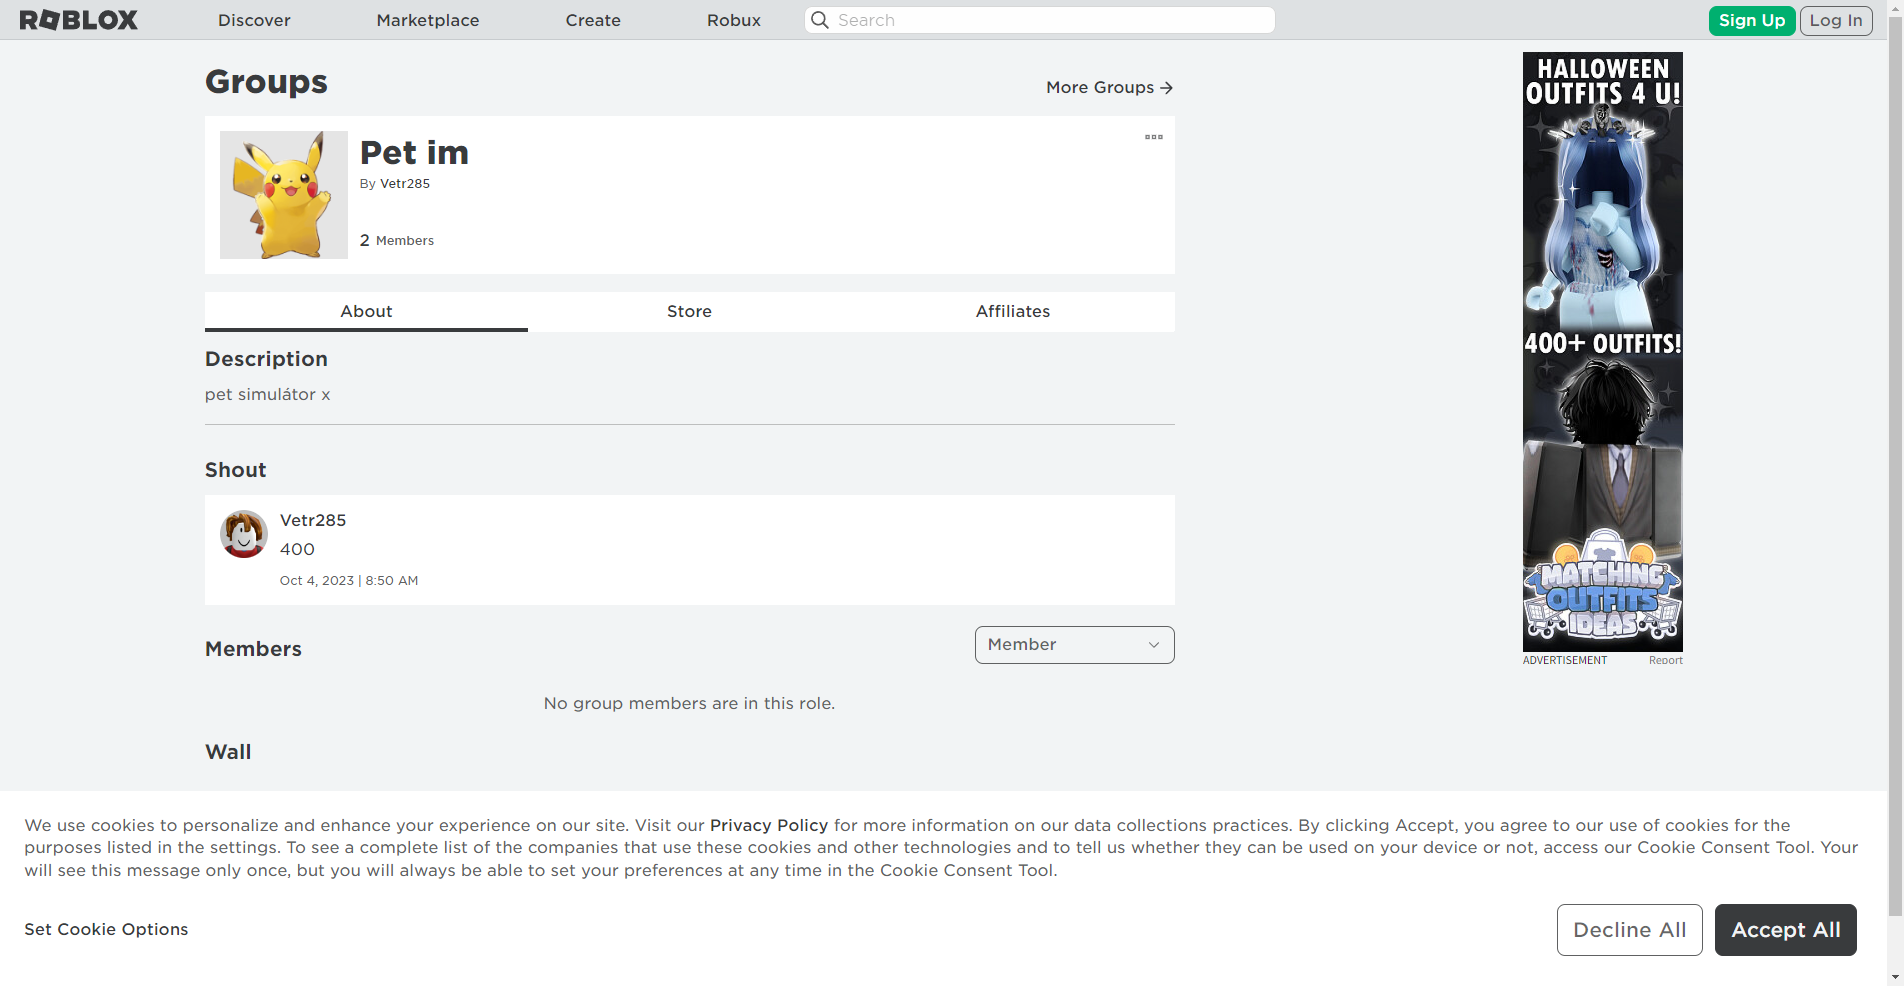 ROBLOX
Discover
Marketplace
Create
Robux
Search
Sign Up
Log In
Groups
More Groups
Pet im
By Vetr285
2 Members
About
Store
Affiliates
Description
pet simulátor x
Shout
Vetr285
400
Oct 4, 2023 | 8:50 AM
Members
Member
No group members are in this role.
Wall
HALLOWEEN
OUTFITS 4 U!
400+ OUTFITS!
MATCHING
OUTFITS
IDEAS
ADVERTISEMENT
Report
We use cookies to personalize and enhance your experience on our site. Visit our Privacy Policy for more information on our data collections practices. By clicking Accept, you agree to our use of cookies for the
purposes listed in the settings. To see a complete list of the companies that use these cookies and other technologies and to tell us whether they can be used on your device or not, access our Cookie Consent Tool. Your
will see this message only once, but you will always be able to set your preferences at any time in the Cookie Consent Tool.
Set Cookie Options
Decline All
Accept All